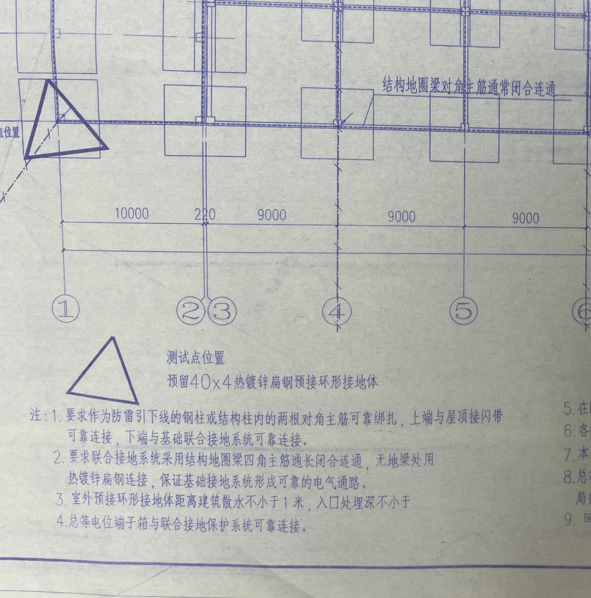 结构地圈梁对角主筋通常闭合连通
点位置
10000 220 9000 9000 9000
1 2 3 4 5 6
测试点位置
预留40x4热镀锌扁钢预接环形接地体
注:1.要求作为防雷引下线的钢柱或结构柱内的两根对角主筋可靠绑扎,上端与屋顶接闪带
可靠连接,下端与基础联合接地系统可靠连接。
2.要求联合接地系统采用结构地圈梁四角主筋通长闭合连通,无地梁处用
热镀锌扁钢连接,保证基础接地系统形成可靠的电气通路。
3.室外预接环形接地体距离建筑散水不小于1米,入口处埋深不小于
4.总等电位端子箱与联合接地保护系统可靠连接。
5.在
6.各
7.本
8.总
局
9.